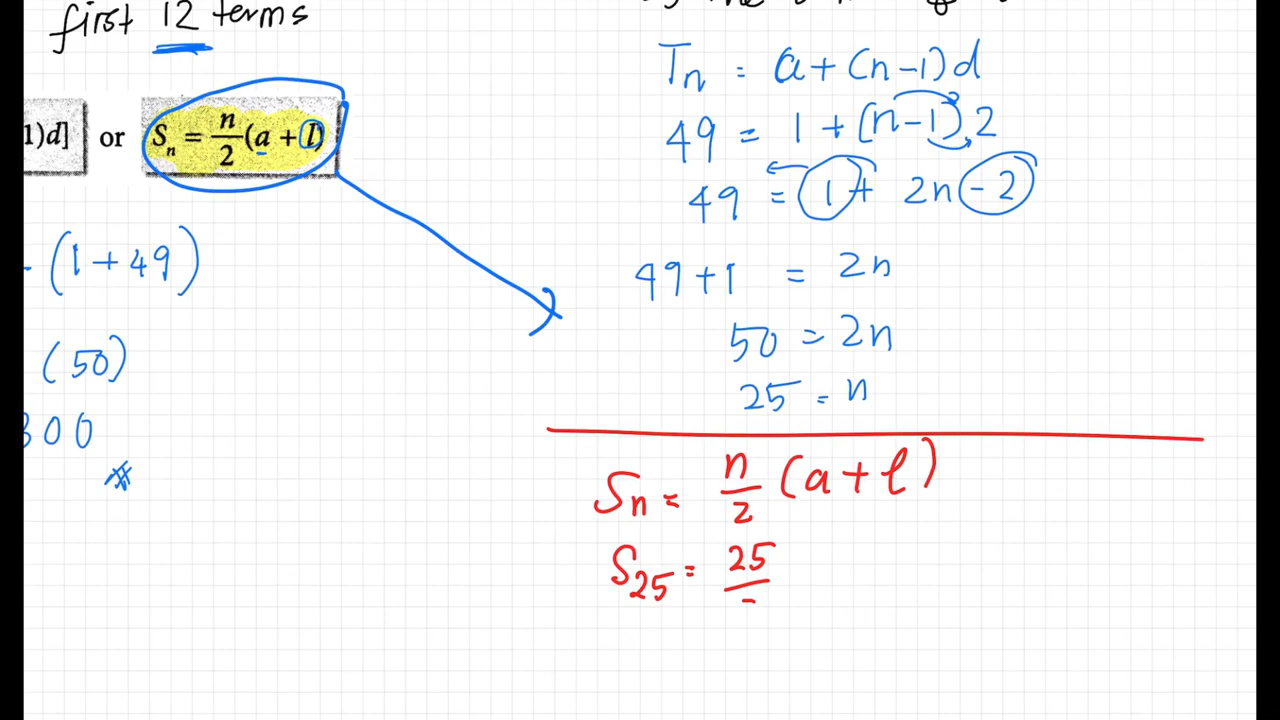 first 12 terms
1)d] or Sn = n/2 (a + l)
(1 + 49)
(50)
300
Tn = a + (n-1)d
49 = 1 + (n-1) 2
49 = 1 + 2n - 2
49 + 1 = 2n
50 = 2n
25 = n
Sn = n/2 (a + l)
S25 = 25/